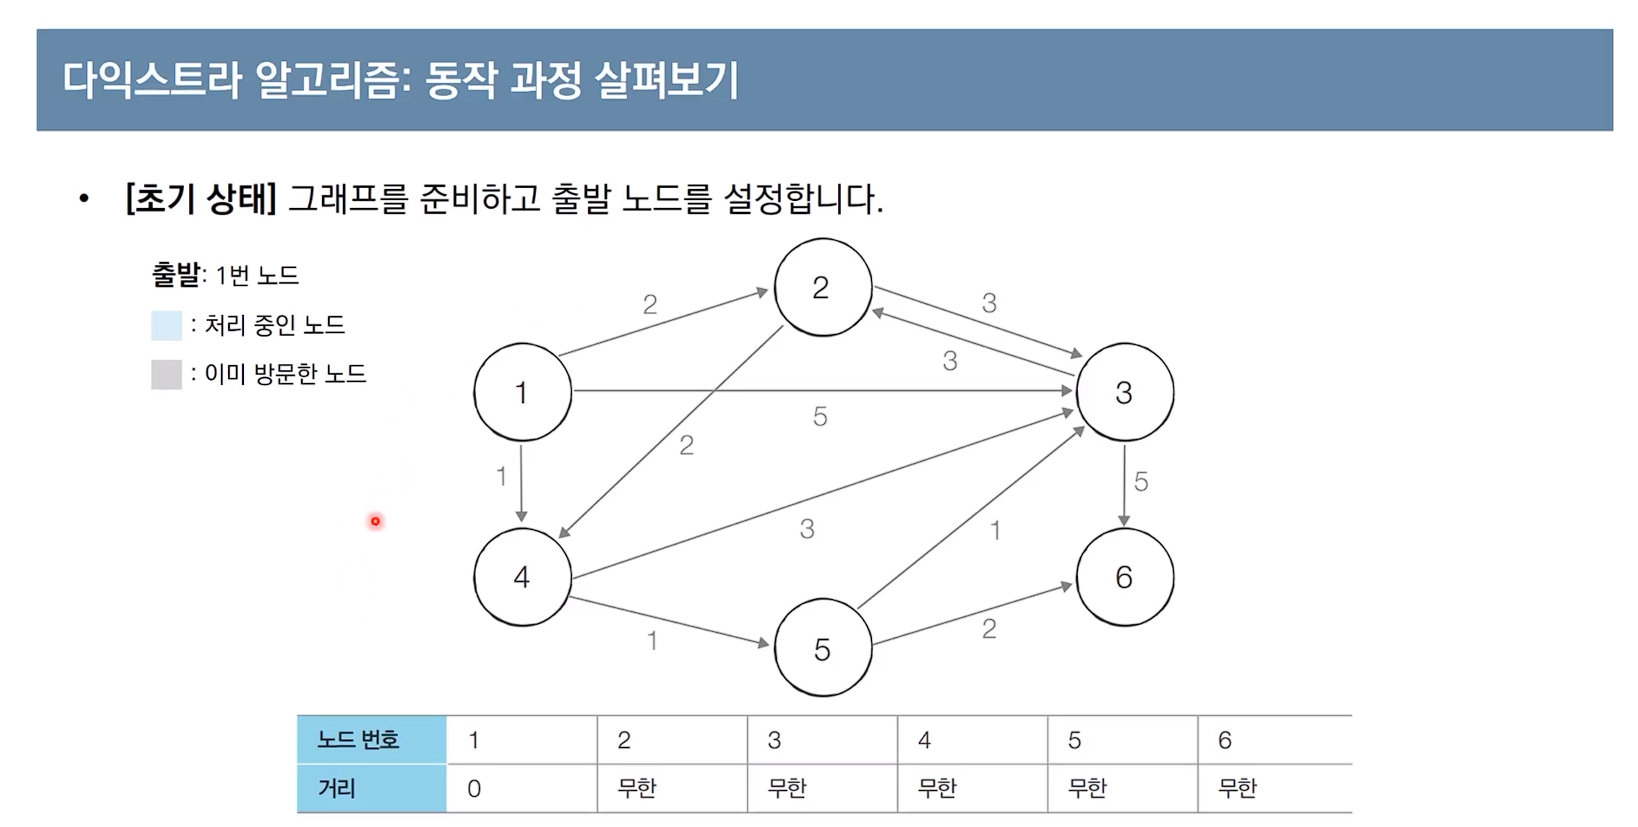 다익스트라 알고리즘: 동작 과정 살펴보기
• [초기 상태] 그래프를 준비하고 출발 노드를 설정합니다.
출발: 1번 노드
: 처리 중인 노드
: 이미 방문한 노드
2
2
3
3
1
5
3
2
1
5
4
3
1
6
1
5
2
노드 번호 1 2 3 4 5 6
거리 0 무한 무한 무한 무한 무한